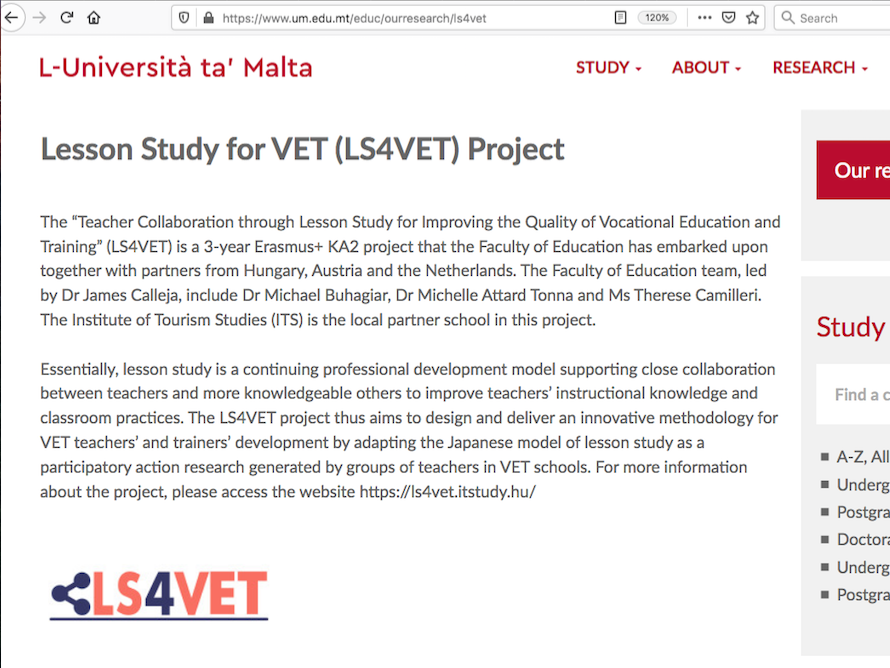 https://www.um.edu.mt/educ/ourresearch/ls4vet
120%
Search
L-Università ta' Malta
STUDY
ABOUT
RESEARCH
Lesson Study for VET (LS4VET) Project
The “Teacher Collaboration through Lesson Study for Improving the Quality of Vocational Education and
Training” (LS4VET) is a 3-year Erasmus+ KA2 project that the Faculty of Education has embarked upon
together with partners from Hungary, Austria and the Netherlands. The Faculty of Education team, led
by Dr James Calleja, include Dr Michael Buhagiar, Dr Michelle Attard Tonna and Ms Therese Camilleri.
The Institute of Tourism Studies (ITS) is the local partner school in this project.
Essentially, lesson study is a continuing professional development model supporting close collaboration
between teachers and more knowledgeable others to improve teachers’ instructional knowledge and
classroom practices. The LS4VET project thus aims to design and deliver an innovative methodology for
VET teachers’ and trainers’ development by adapting the Japanese model of lesson study as a
participatory action research generated by groups of teachers in VET schools. For more information
about the project, please access the website https://ls4vet.itstudy.hu/
LS4VET
Our re
Study
Find a c
A-Z, All
Underg
Postgra
Doctora
Underg
Postgra